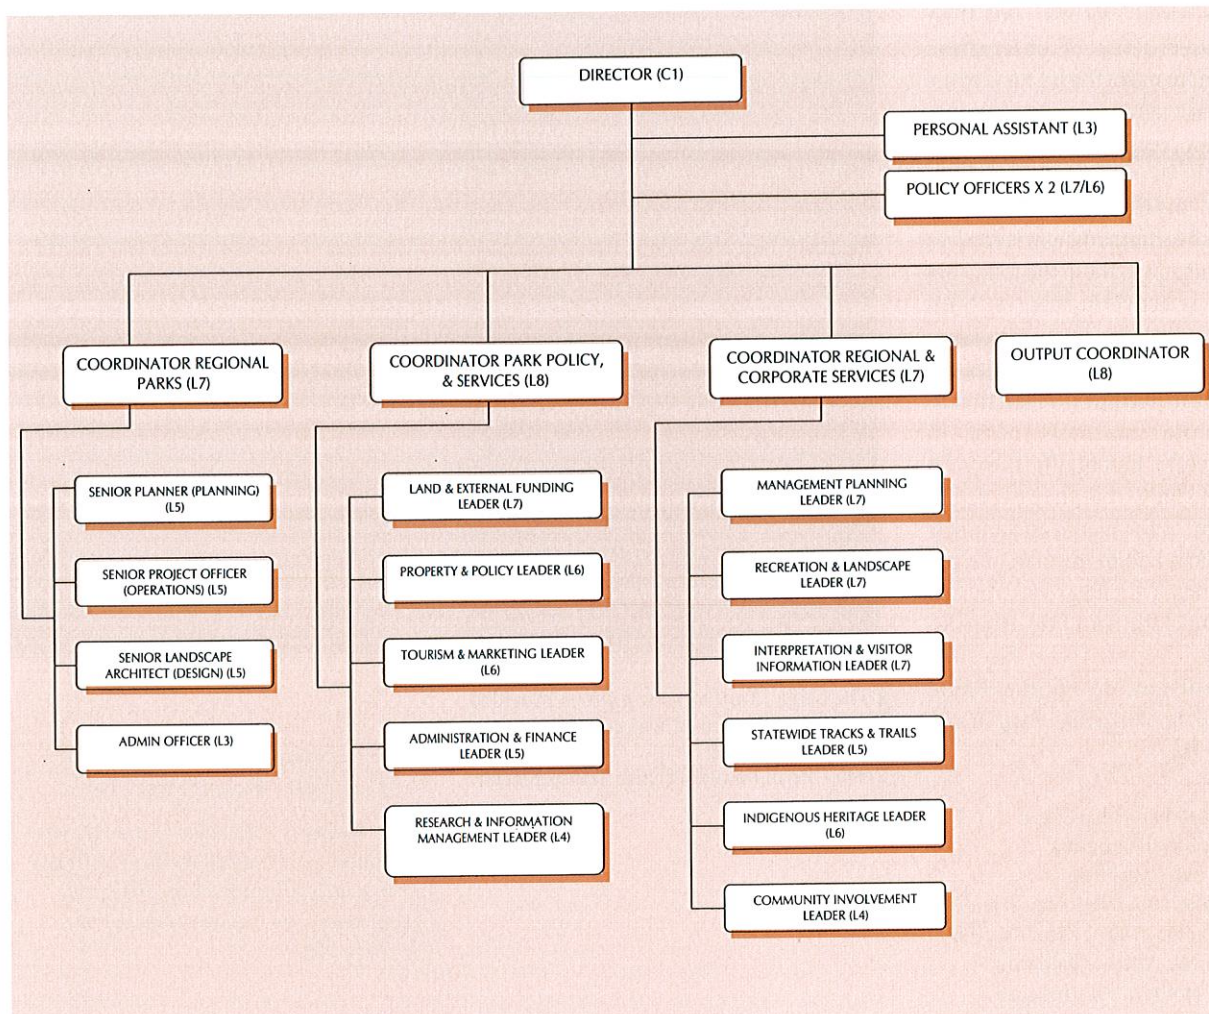 DIRECTOR (C1)
PERSONAL ASSISTANT (L3)
POLICY OFFICERS X 2 (L7/L6)
COORDINATOR REGIONAL
PARKS (L7)
COORDINATOR PARK POLICY,
& SERVICES (L8)
COORDINATOR REGIONAL &
CORPORATE SERVICES (L7)
OUTPUT COORDINATOR
(L8)
SENIOR PLANNER (PLANNING)
(L5)
SENIOR PROJECT OFFICER
(OPERATIONS) (L5)
SENIOR LANDSCAPE
ARCHITECT (DESIGN) (L5)
ADMIN OFFICER (L3)
LAND & EXTERNAL FUNDING
LEADER (L7)
PROPERTY & POLICY LEADER (L6)
TOURISM & MARKETING LEADER
(L6)
ADMINISTRATION & FINANCE
LEADER (L5)
RESEARCH & INFORMATION
MANAGEMENT LEADER (L4)
MANAGEMENT PLANNING
LEADER (L7)
RECREATION & LANDSCAPE
LEADER (L7)
INTERPRETATION & VISITOR
INFORMATION LEADER (L7)
STATEWIDE TRACKS & TRAILS
LEADER (L5)
INDIGENOUS HERITAGE LEADER
(L6)
COMMUNITY INVOLVEMENT
LEADER (L4)